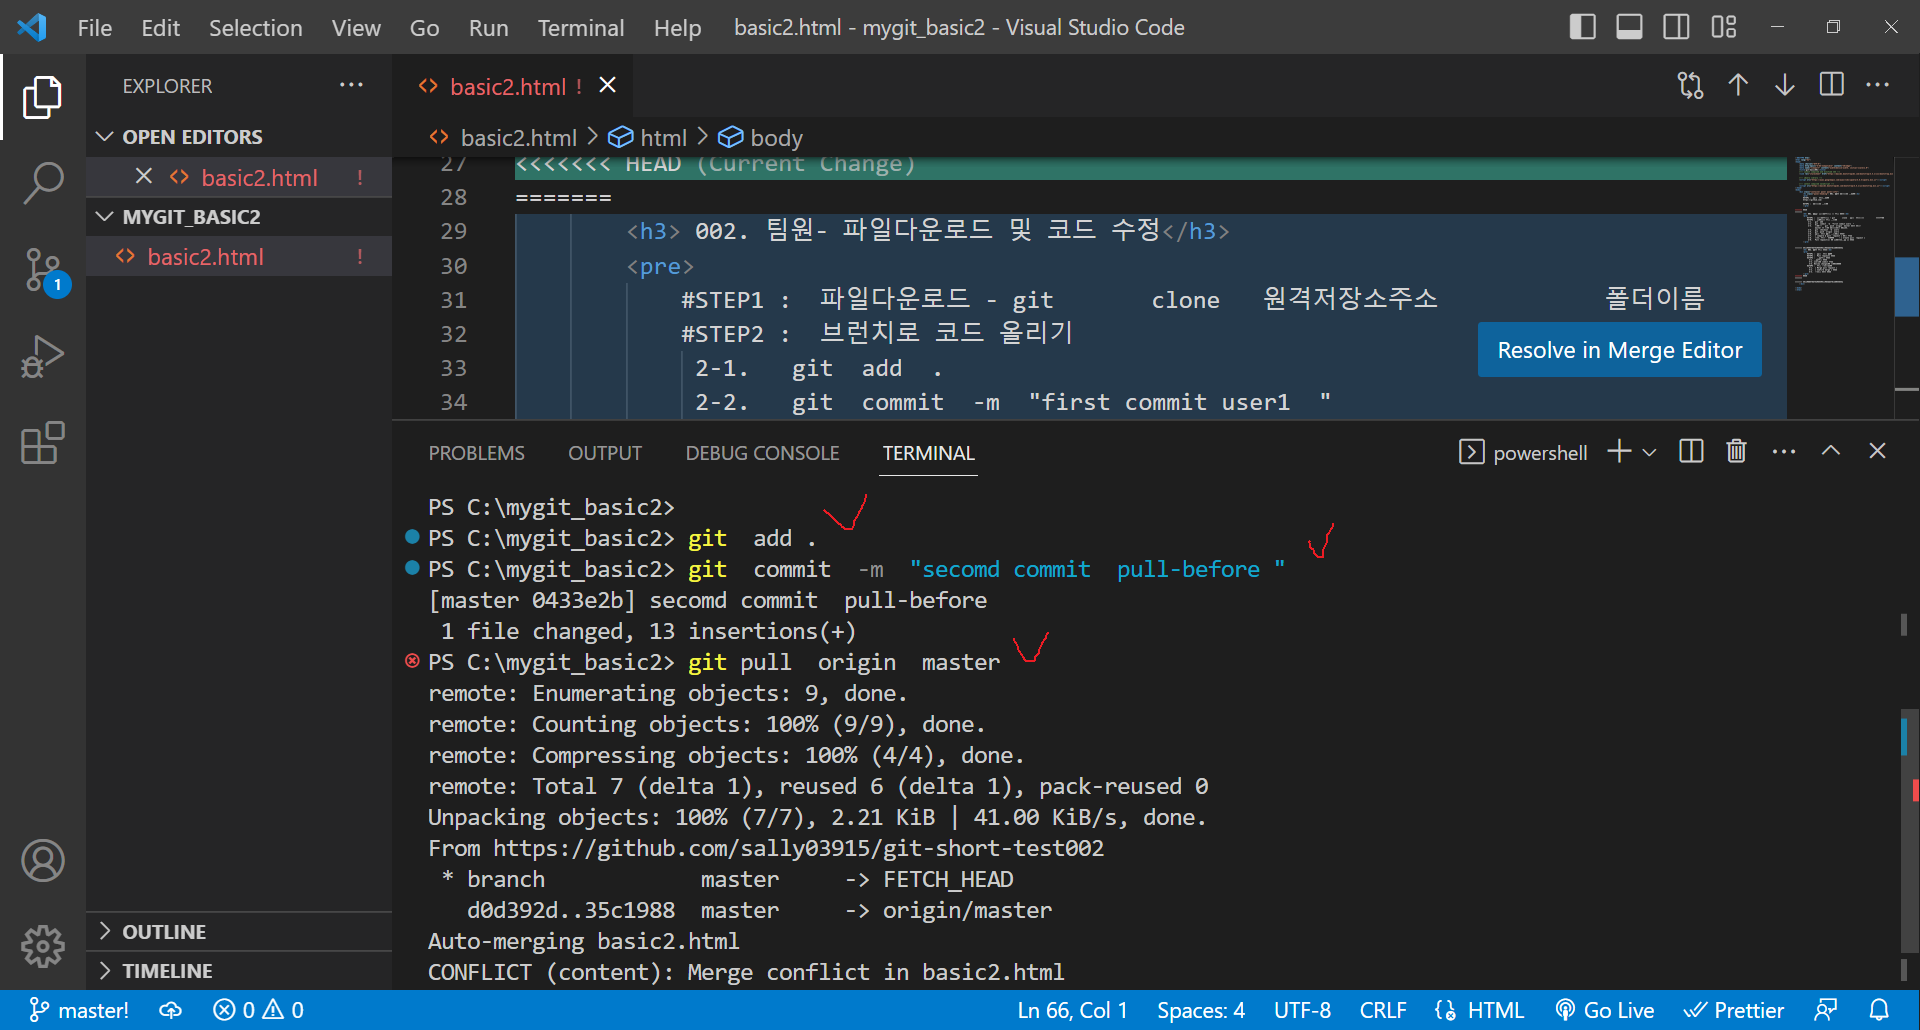 File Edit Selection View Go Run Terminal Help basic2.html - mygit_basic2 - Visual Studio Code
EXPLORER ···
OPEN EDITORS
basic2.html !
MYGIT_BASIC2
basic2.html !
1
OUTLINE
TIMELINE
basic2.html !
basic2.html > html > body
27 <<<<<<< HEAD (Current Change)
28 =======
29 <h3> 002. 팀원- 파일다운로드 및 코드 수정</h3>
30 <pre>
31 #STEP1 : 파일다운로드 - git clone 원격저장소주소 폴더이름
32 #STEP2 : 브런치로 코드 올리기
33 2-1. git add .
34 2-2. git commit -m "first commit user1 "
Resolve in Merge Editor
PROBLEMS OUTPUT DEBUG CONSOLE TERMINAL powershell
PS C:\mygit_basic2>
PS C:\mygit_basic2> git add .
PS C:\mygit_basic2> git commit -m "secomd commit pull-before "
[master 0433e2b] secomd commit pull-before
1 file changed, 13 insertions(+)
PS C:\mygit_basic2> git pull origin master
remote: Enumerating objects: 9, done.
remote: Counting objects: 100% (9/9), done.
remote: Compressing objects: 100% (4/4), done.
remote: Total 7 (delta 1), reused 6 (delta 1), pack-reused 0
Unpacking objects: 100% (7/7), 2.21 KiB | 41.00 KiB/s, done.
From https://github.com/sally03915/git-short-test002
* branch master -> FETCH_HEAD
d0d392d..35c1988 master -> origin/master
Auto-merging basic2.html
CONFLICT (content): Merge conflict in basic2.html
master! 0 0 Ln 66, Col 1 Spaces: 4 UTF-8 CRLF HTML Go Live Prettier